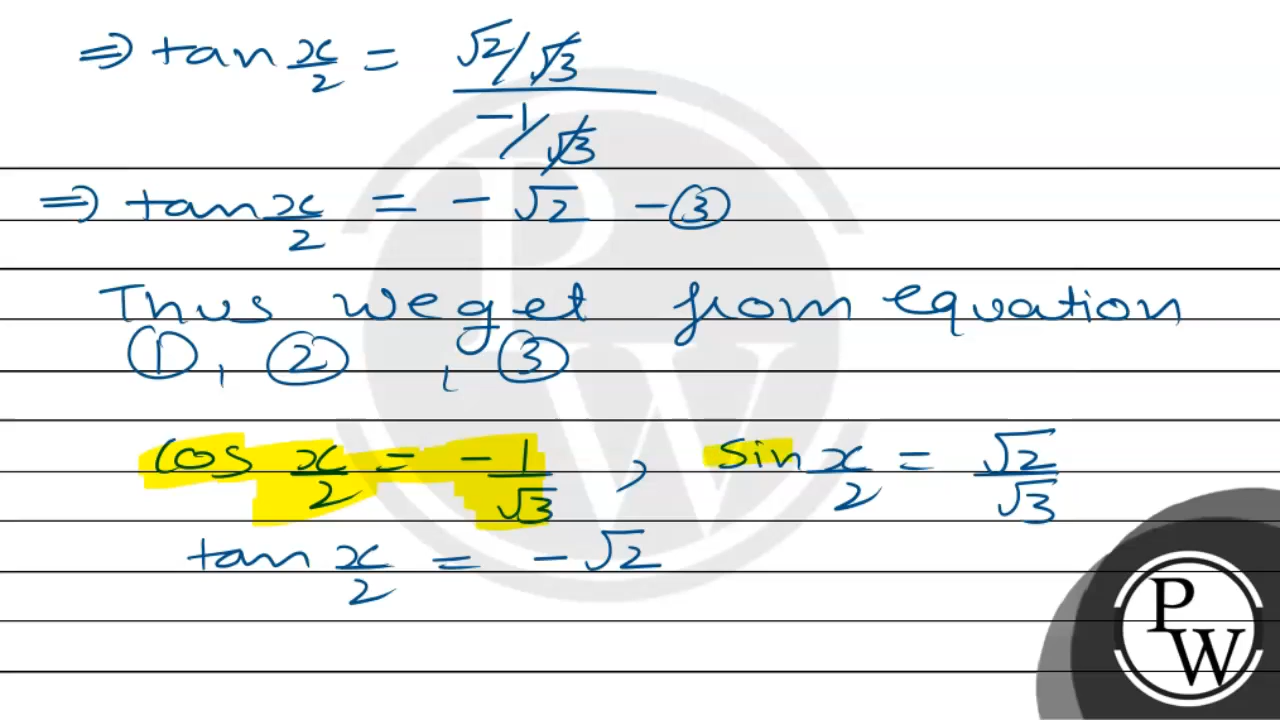 ⇒ tan x/2 = √2/√3 / -1/√3
⇒ tan x/2 = - √2 - ③
Thus we get from equation
①, ②, ③
cos x/2 = - 1/√3 , sin x/2 = √2/√3
tan x/2 = - √2
P
W
P
W